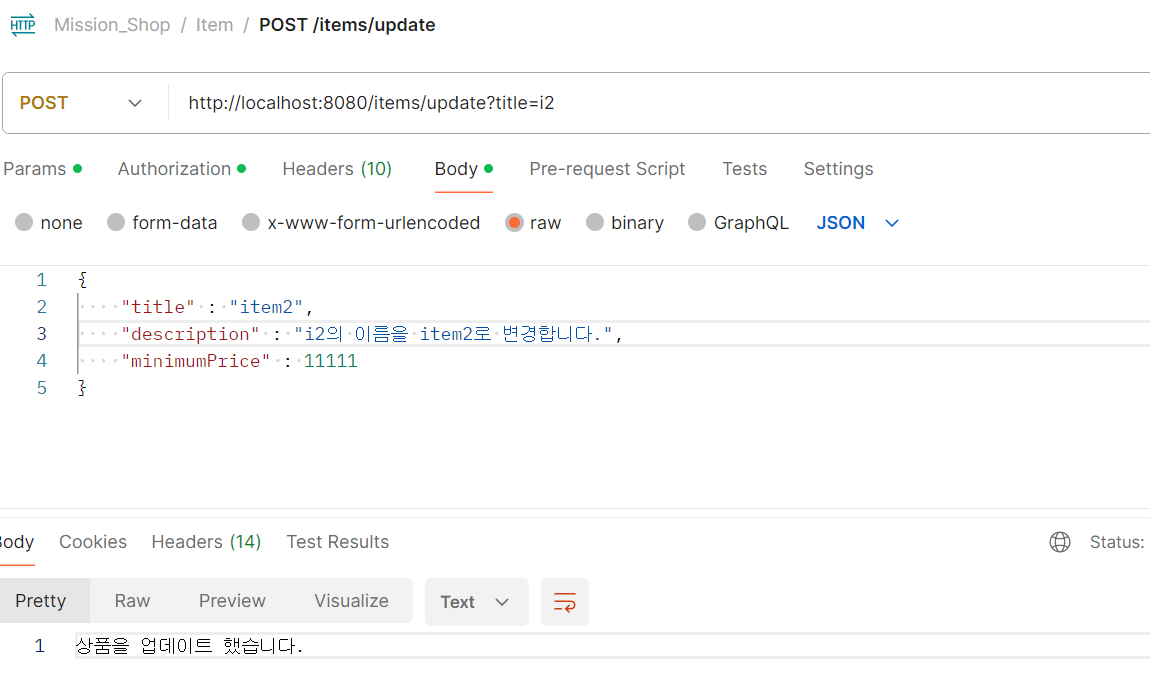 HTTP Mission_Shop / Item / POST /items/update
POST http://localhost:8080/items/update?title=i2
Params Authorization Headers (10) Body Pre-request Script Tests Settings
none form-data x-www-form-urlencoded raw binary GraphQL JSON
1 {
2 "title" : "item2",
3 "description" : "i2의 이름을 item2로 변경합니다.",
4 "minimumPrice" : 11111
5 }
Body Cookies Headers (14) Test Results Status:
Pretty Raw Preview Visualize Text
1 상품을 업데이트 했습니다.